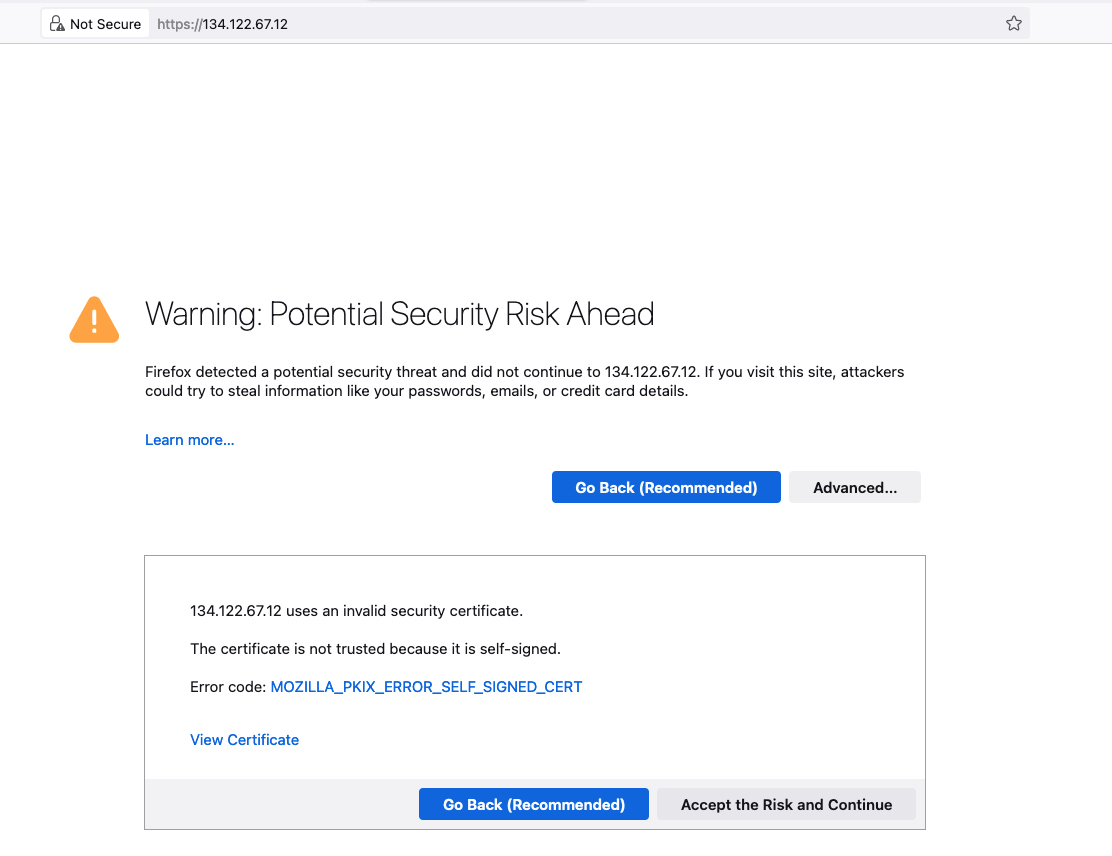 Not Secure https://134.122.67.12
Warning: Potential Security Risk Ahead
Firefox detected a potential security threat and did not continue to 134.122.67.12. If you visit this site, attackers
could try to steal information like your passwords, emails, or credit card details.
Learn more...
Go Back (Recommended) Advanced...
134.122.67.12 uses an invalid security certificate.
The certificate is not trusted because it is self-signed.
Error code: MOZILLA_PKIX_ERROR_SELF_SIGNED_CERT
View Certificate
Go Back (Recommended) Accept the Risk and Continue